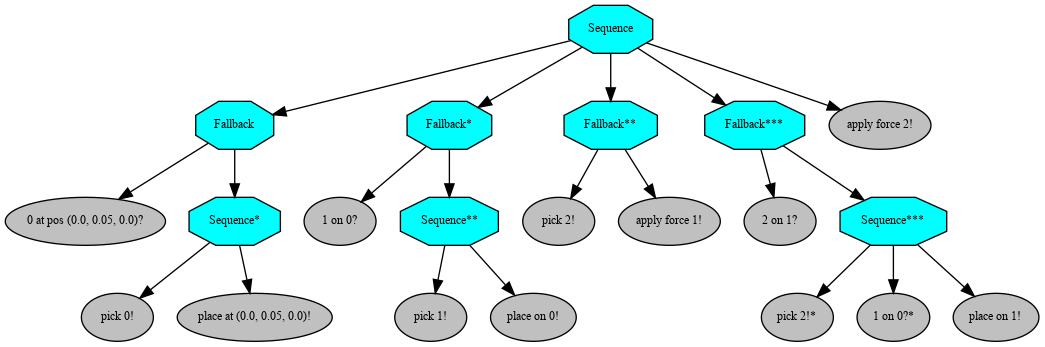 Sequence
Fallback
Fallback*
Fallback**
Fallback***
apply force 2!
0 at pos (0.0, 0.05, 0.0)?
Sequence*
1 on 0?
Sequence**
pick 2!
apply force 1!
2 on 1?
Sequence***
pick 0!
place at (0.0, 0.05, 0.0)!
pick 1!
place on 0!
pick 2!*
1 on 0?*
place on 1!